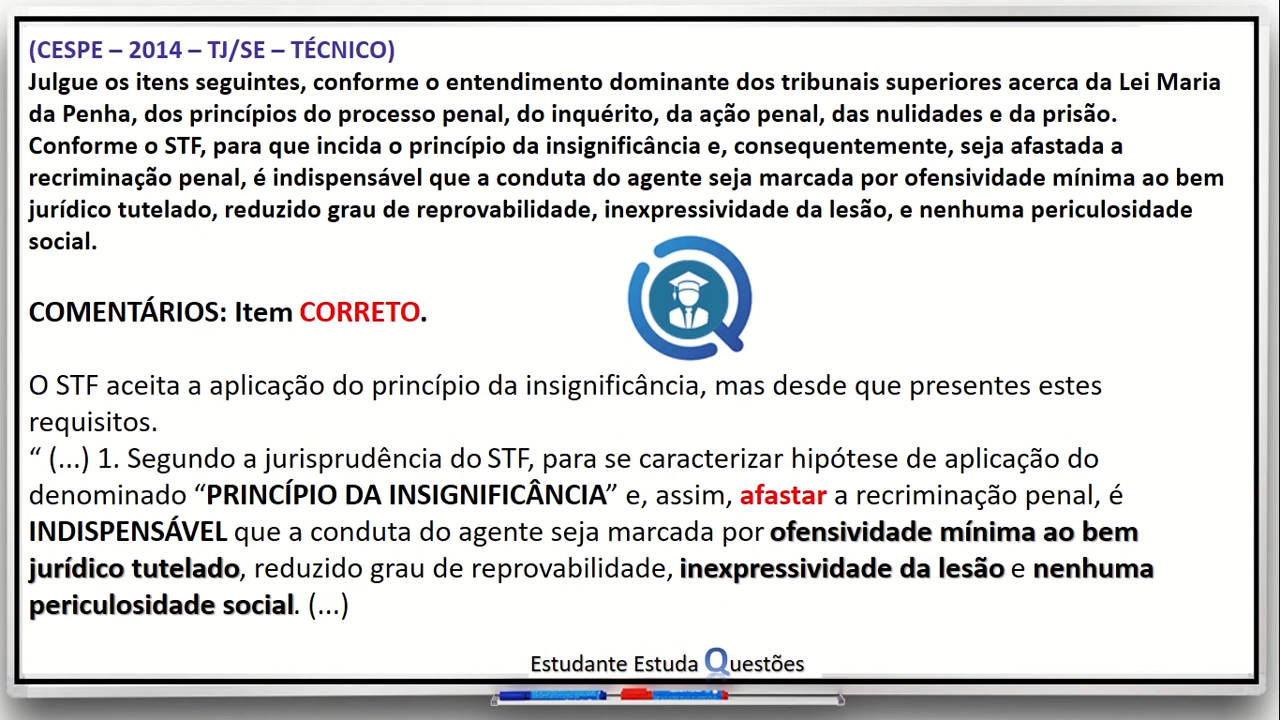 (CESPE – 2014 – TJ/SE – TÉCNICO)
Julgue os itens seguintes, conforme o entendimento dominante dos tribunais superiores acerca da Lei Maria
da Penha, dos princípios do processo penal, do inquérito, da ação penal, das nulidades e da prisão.
Conforme o STF, para que incida o princípio da insignificância e, consequentemente, seja afastada a
recriminação penal, é indispensável que a conduta do agente seja marcada por ofensividade mínima ao bem
jurídico tutelado, reduzido grau de reprovabilidade, inexpressividade da lesão, e nenhuma periculosidade
social.
COMENTÁRIOS: Item CORRETO.
O STF aceita a aplicação do princípio da insignificância, mas desde que presentes estes
requisitos.
“ (...) 1. Segundo a jurisprudência do STF, para se caracterizar hipótese de aplicação do
denominado “PRINCÍPIO DA INSIGNIFICÂNCIA” e, assim, afastar a recriminação penal, é
INDISPENSÁVEL que a conduta do agente seja marcada por ofensividade mínima ao bem
jurídico tutelado, reduzido grau de reprovabilidade, inexpressividade da lesão e nenhuma
periculosidade social. (...)
Estudante Estuda Questões